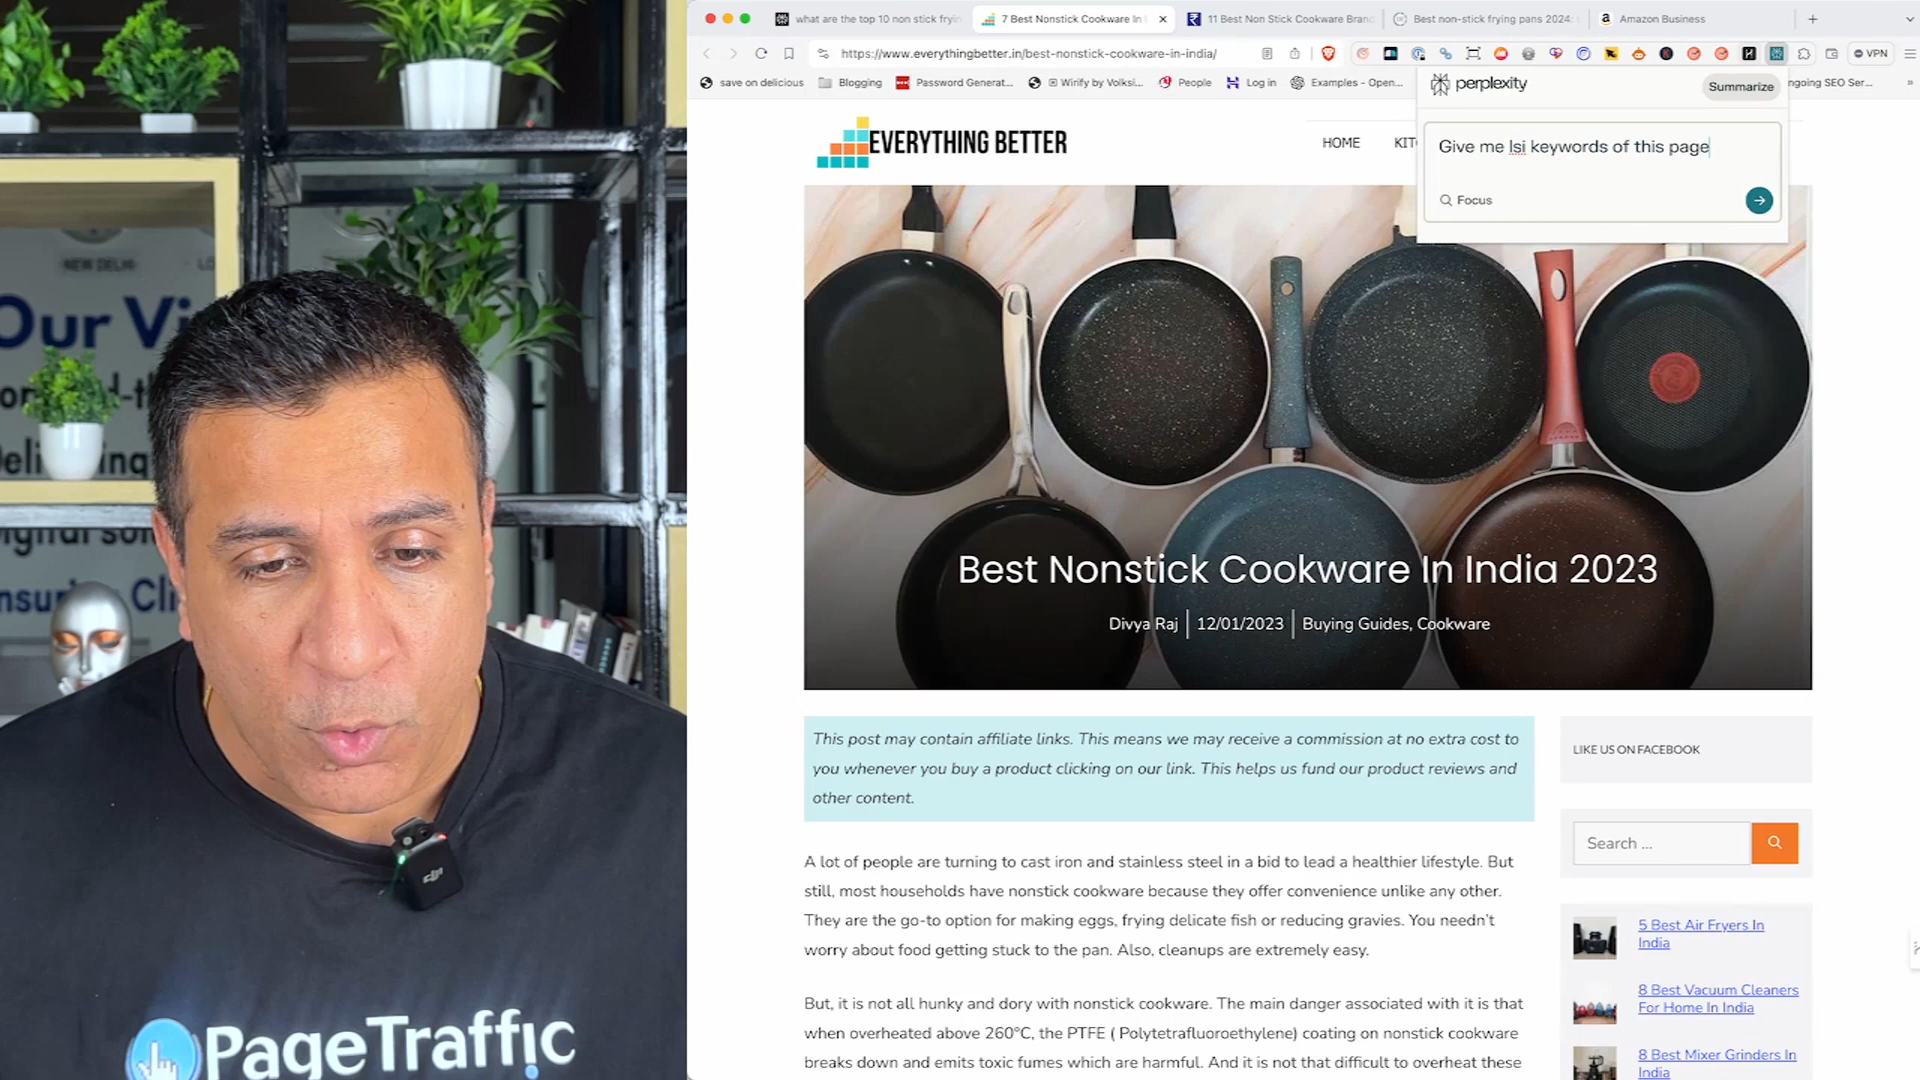 what are the top 10 non stick fryin
7 Best Nonstick Cookware In
11 Best Non Stick Cookware Bran
Best non-stick frying pans 2024:
Amazon Business
https://www.everythingbetter.in/best-nonstick-cookware-in-india/
VPN
save on delicious
Blogging
Password Generat...
Wirify by Volksi...
People
Log in
Examples - Open...
ngoing SEO Ser...
perplexity
Summarize
Give me lsi keywords of this page
Focus
EVERYTHING BETTER
HOME
KIT
Best Nonstick Cookware In India 2023
Divya Raj | 12/01/2023 | Buying Guides, Cookware
This post may contain affiliate links. This means we may receive a commission at no extra cost to
you whenever you buy a product clicking on our link. This helps us fund our product reviews and
other content.
A lot of people are turning to cast iron and stainless steel in a bid to lead a healthier lifestyle. But
still, most households have nonstick cookware because they offer convenience unlike any other.
They are the go-to option for making eggs, frying delicate fish or reducing gravies. You needn't
worry about food getting stuck to the pan. Also, cleanups are extremely easy.
But, it is not all hunky and dory with nonstick cookware. The main danger associated with it is that
when overheated above 260°C, the PTFE ( Polytetrafluoroethylene) coating on nonstick cookware
breaks down and emits toxic fumes which are harmful. And it is not that difficult to overheat these
LIKE US ON FACEBOOK
Search ...
5 Best Air Fryers In
India
8 Best Vacuum Cleaners
For Home In India
8 Best Mixer Grinders In
India
NEW DELHI
Our Vi
dji
PageTraffic